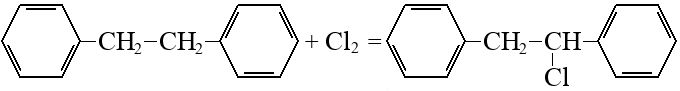 CH₂ CH₂ + Cl₂ = CH₂ CH
Cl